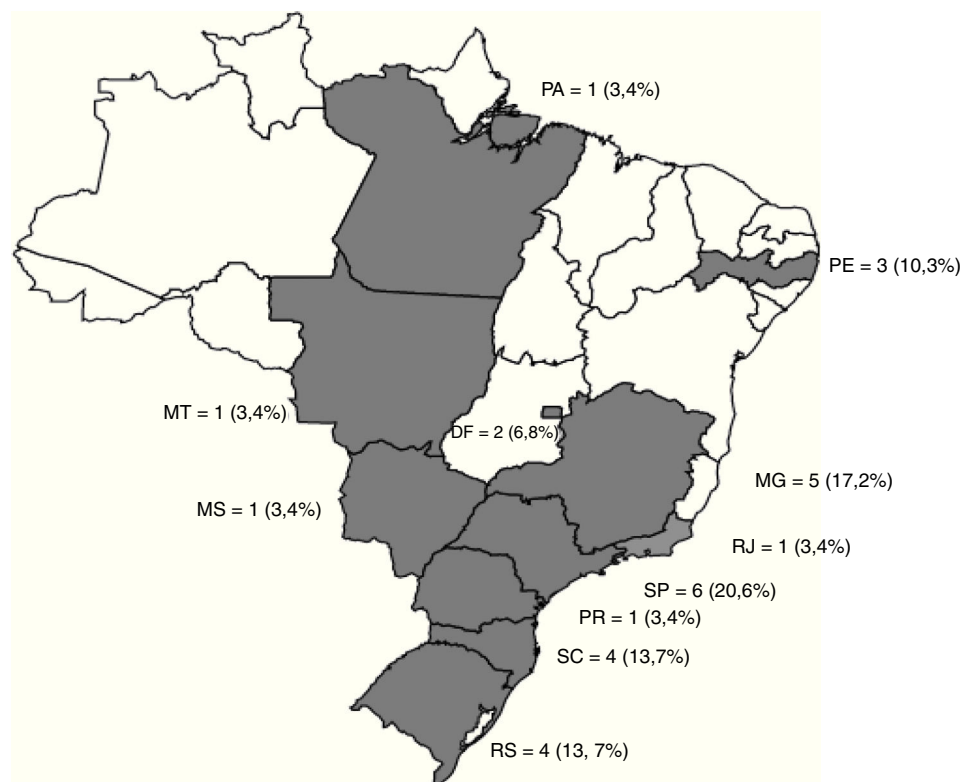 PA = 1 (3,4%)
PE = 3 (10,3%)
MT = 1 (3,4%)
DF = 2 (6,8%)
MG = 5 (17,2%)
MS = 1 (3,4%)
RJ = 1 (3,4%)
SP = 6 (20,6%)
PR = 1 (3,4%)
SC = 4 (13,7%)
RS = 4 (13, 7%)